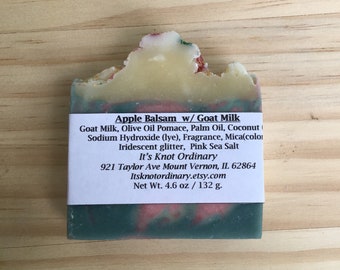 Apple Balsam w/ Goat Milk
Goat Milk, Olive Oil Pomace, Palm Oil, Coconut
Sodium Hydroxide (lye), Fragrance, Mica(color
Iridescent glitter, Pink Sea Salt
It's Knot Ordinary
921 Taylor Ave Mount Vernon, IL 62864
Itsknotordinary.etsy.com
Net Wt. 4.6 oz / 132 g.